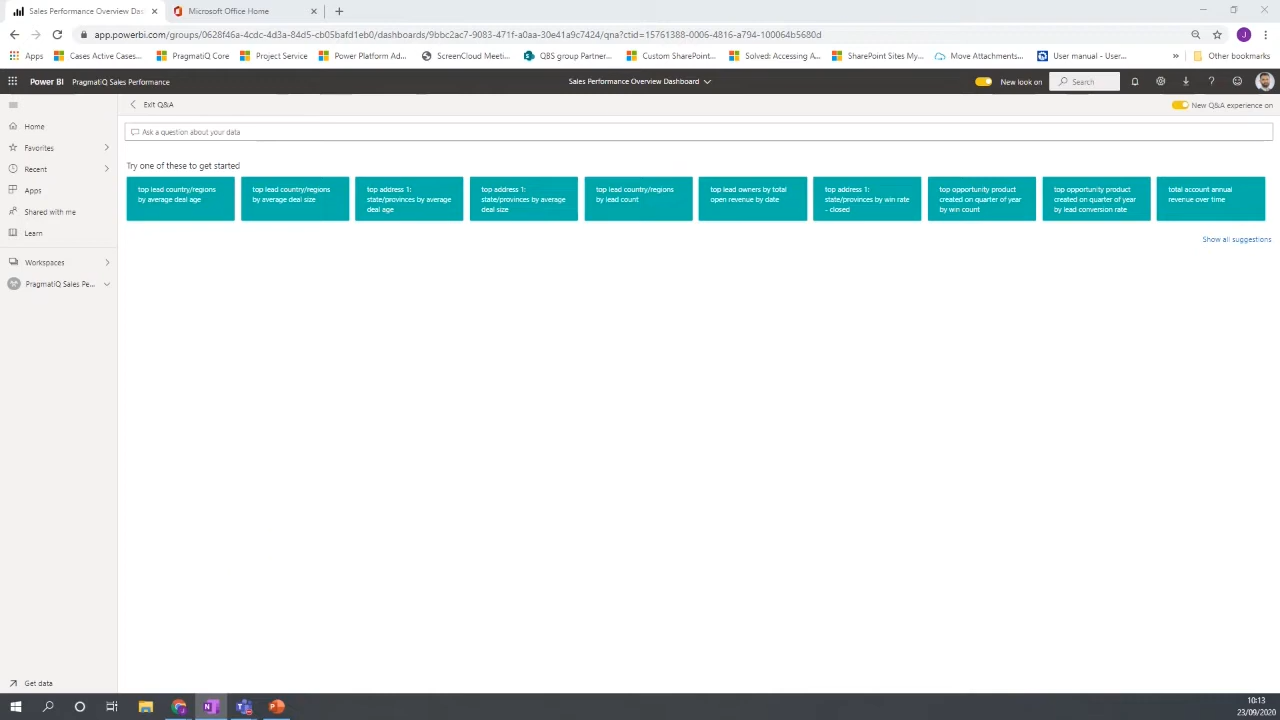 Sales Performance Overview Das
Microsoft Office Home
app.powerbi.com/groups/0628f46a-4cdc-4d3a-84d5-cb05bafd1eb0/dashboards/9bbc2ac7-9083-471f-a0aa-30e41a9c7424/qna?ctid=15761388-0006-4816-a794-100064b5680d
Apps
Cases Active Cases...
PragmatiQ Core
Project Service
Power Platform Ad...
ScreenCloud Meeti...
QBS group Partner...
Custom SharePoint...
Solved: Accessing A...
SharePoint Sites My...
Move Attachments...
User manual - User...
»
Other bookmarks
Power BI
PragmatiQ Sales Performance
Sales Performance Overview Dashboard
New look on
Search
Exit Q&A
New Q&A experience on
Home
Favorites
Recent
Apps
Shared with me
Learn
Workspaces
PragmatiQ Sales Pe...
Get data
Ask a question about your data
Try one of these to get started
top lead country/regions
by average deal age
top lead country/regions
by average deal size
top address 1:
state/provinces by average
deal age
top address 1:
state/provinces by average
deal size
top lead country/regions
by lead count
top lead owners by total
open revenue by date
top address 1:
state/provinces by win rate
- closed
top opportunity product
created on quarter of year
by win count
top opportunity product
created on quarter of year
by lead conversion rate
total account annual
revenue over time
Show all suggestions
10:13
23/09/2020